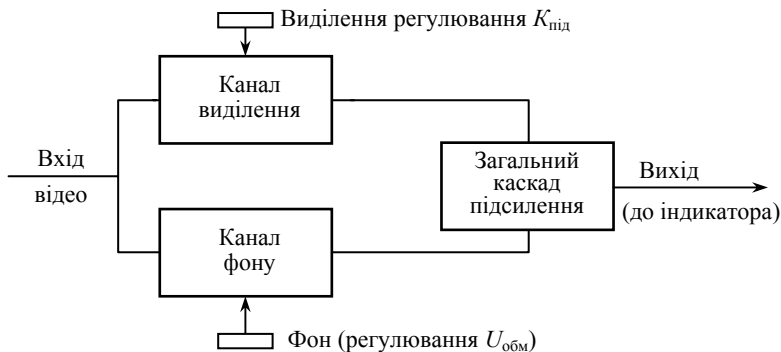 Виділення регулювання Kпід
Канал
виділення
Вхід
відео
Загальний
каскад
підсилення
Вихід
(до індикатора)
Канал
фону
Фон (регулювання Uобм)